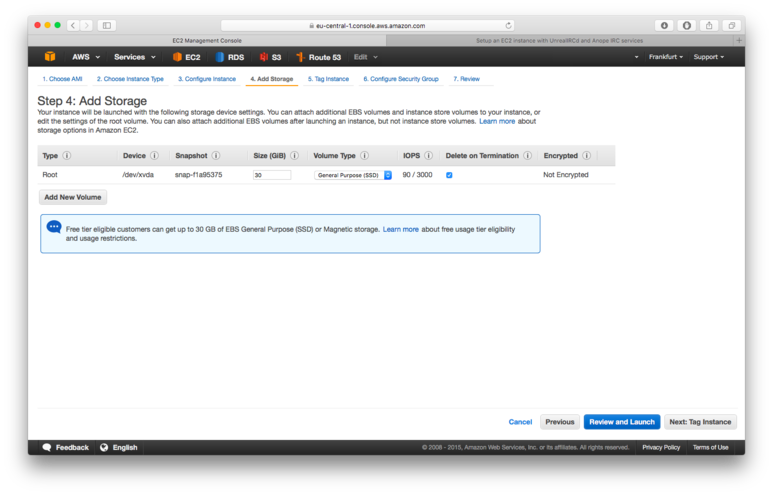 eu-central-1.console.aws.amazon.com
EC2 Management Console
Setup an EC2 instance with UnrealIRCd and Anope IRC services
AWS Services EC2 RDS S3 Route 53 Edit Frankfurt Support
1. Choose AMI 2. Choose Instance Type 3. Configure Instance 4. Add Storage 5. Tag Instance 6. Configure Security Group 7. Review
Step 4: Add Storage
Your instance will be launched with the following storage device settings. You can attach additional EBS volumes and instance store volumes to your instance, or
edit the settings of the root volume. You can also attach additional EBS volumes after launching an instance, but not instance store volumes. Learn more about
storage options in Amazon EC2.
Type Device Snapshot Size (GiB) Volume Type IOPS Delete on Termination Encrypted
Root /dev/xvda snap-f1a95375 30 General Purpose (SSD) 90 / 3000 Not Encrypted
Add New Volume
Free tier eligible customers can get up to 30 GB of EBS General Purpose (SSD) or Magnetic storage. Learn more about free usage tier eligibility
and usage restrictions.
Cancel Previous Review and Launch Next: Tag Instance
Feedback English © 2008 - 2015, Amazon Web Services, Inc. or its affiliates. All rights reserved. Privacy Policy Terms of Use